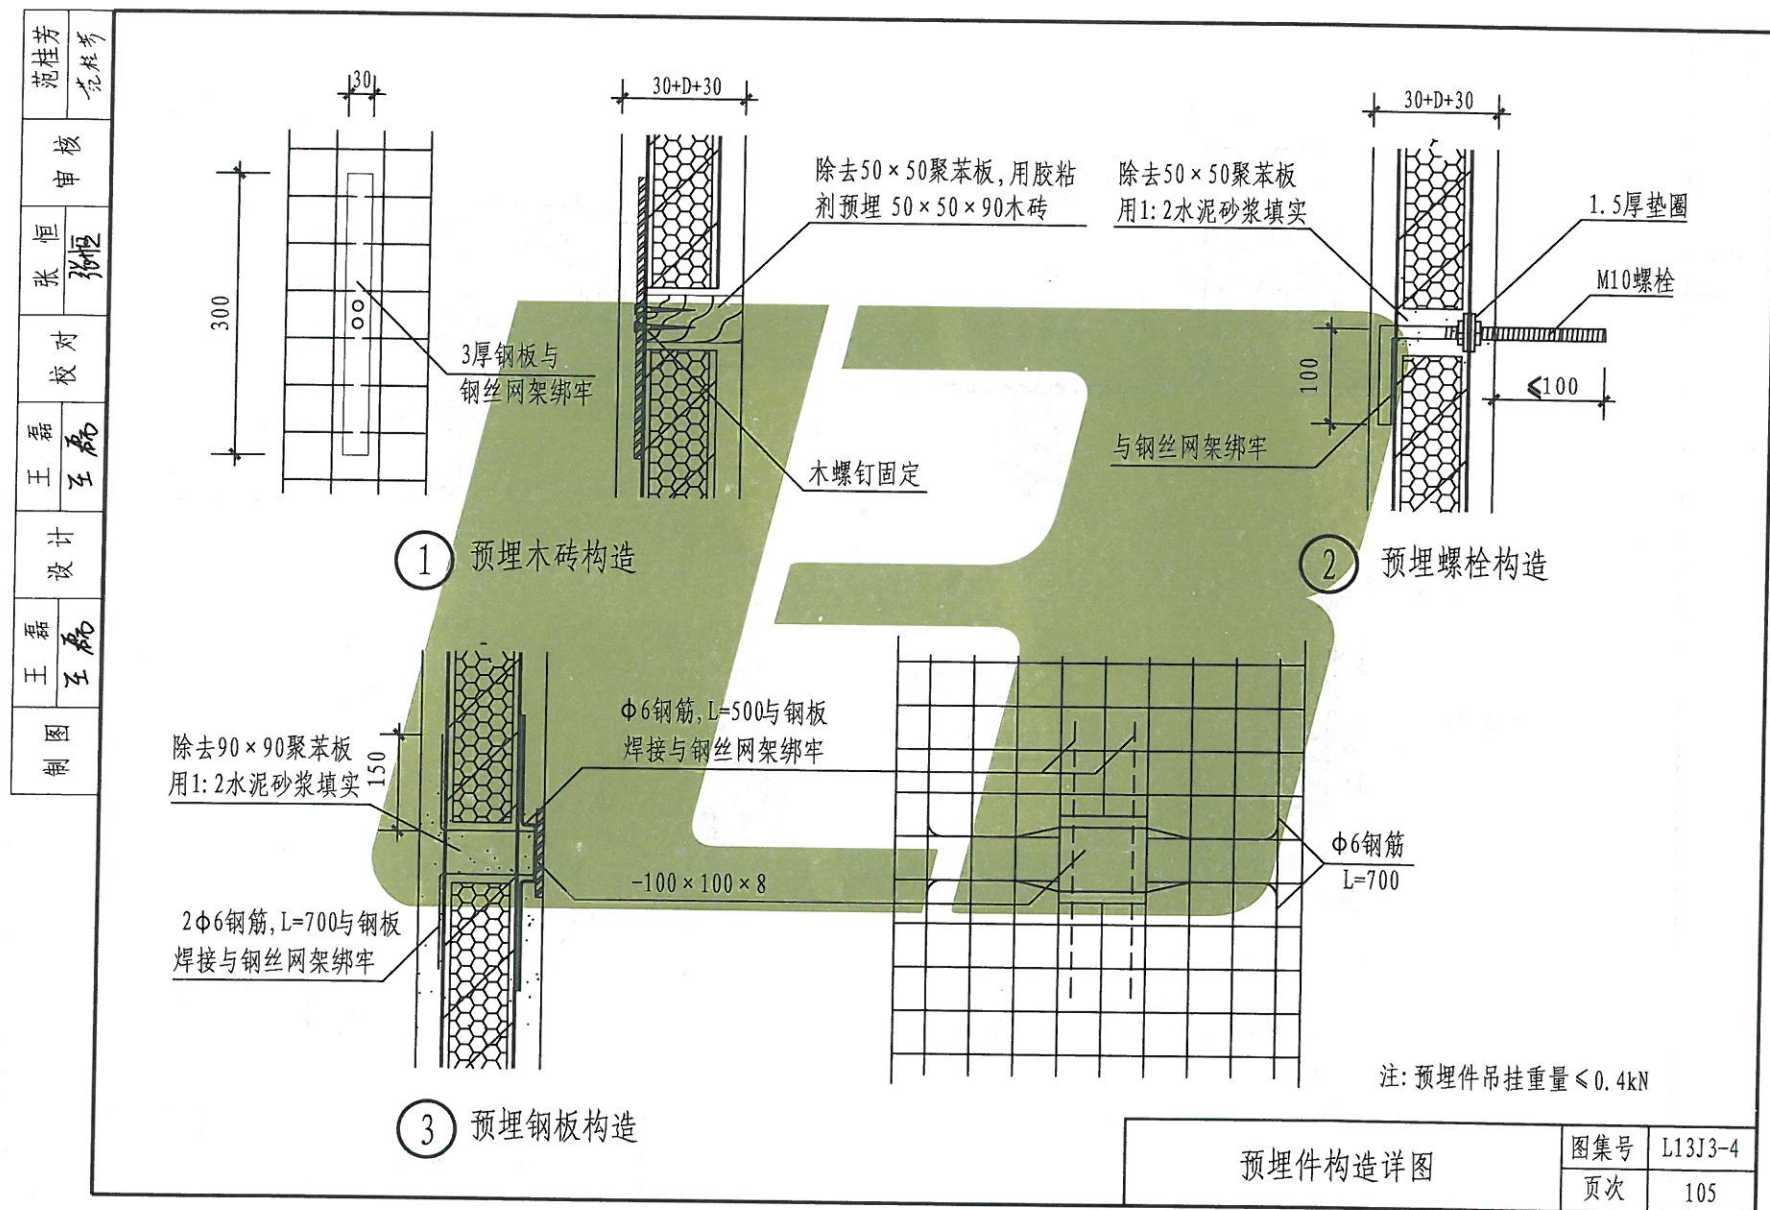 范桂芳
范桂芳
审核
张恒
张恒
校对
王磊
王磊
设计
王磊
王磊
制图
30
300
3厚钢板与
钢丝网架绑牢
30+D+30
除去50×50聚苯板,用胶粘
剂预埋 50×50×90木砖
木螺钉固定
1 预埋木砖构造
30+D+30
除去50×50聚苯板
用1:2水泥砂浆填实
1.5厚垫圈
M10螺栓
100
≤100
与钢丝网架绑牢
2 预埋螺栓构造
除去90×90聚苯板
用1:2水泥砂浆填实
150
Φ6钢筋,L=500与钢板
焊接与钢丝网架绑牢
-100×100×8
2Φ6钢筋,L=700与钢板
焊接与钢丝网架绑牢
Φ6钢筋
L=700
3 预埋钢板构造
注:预埋件吊挂重量≤0.4kN
预埋件构造详图
图集号 L13J3-4
页次 105